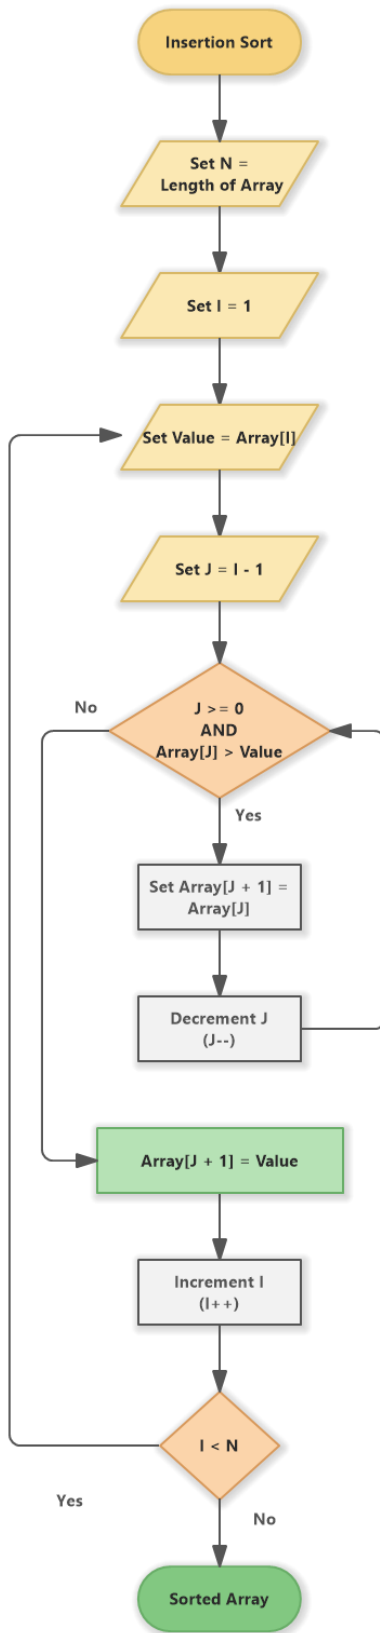 Insertion Sort
Set N =
Length of Array
Set I = 1
Set Value = Array[I]
Set J = I - 1
No
J >= 0
AND
Array[J] > Value
Yes
Set Array[J + 1] =
Array[J]
Decrement J
(J--)
Array[J + 1] = Value
Increment I
(I++)
I < N
Yes
No
Sorted Array